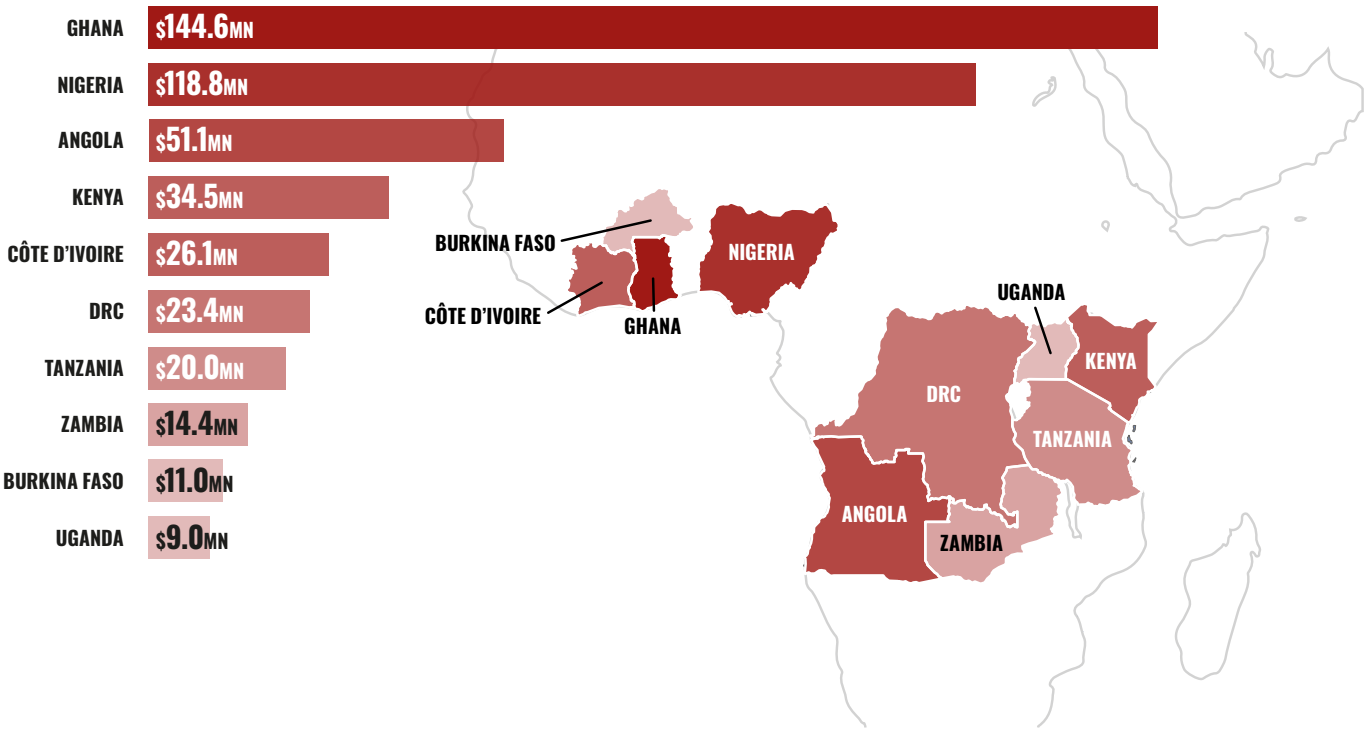 GHANA $144.6MN
NIGERIA $118.8MN
ANGOLA $51.1MN
KENYA $34.5MN
CÔTE D’IVOIRE $26.1MN
DRC $23.4MN
TANZANIA $20.0MN
ZAMBIA $14.4MN
BURKINA FASO $11.0MN
UGANDA $9.0MN
BURKINA FASO
NIGERIA
CÔTE D’IVOIRE
GHANA
UGANDA
KENYA
DRC
TANZANIA
ANGOLA
ZAMBIA